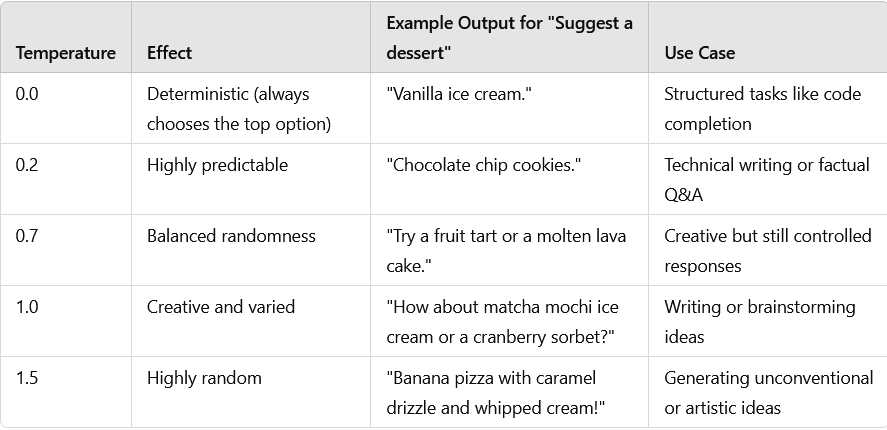 Temperature Effect Example Output for "Suggest a dessert" Use Case
0.0 Deterministic (always chooses the top option) "Vanilla ice cream." Structured tasks like code completion
0.2 Highly predictable "Chocolate chip cookies." Technical writing or factual Q&A
0.7 Balanced randomness "Try a fruit tart or a molten lava cake." Creative but still controlled responses
1.0 Creative and varied "How about matcha mochi ice cream or a cranberry sorbet?" Writing or brainstorming ideas
1.5 Highly random "Banana pizza with caramel drizzle and whipped cream!" Generating unconventional or artistic ideas